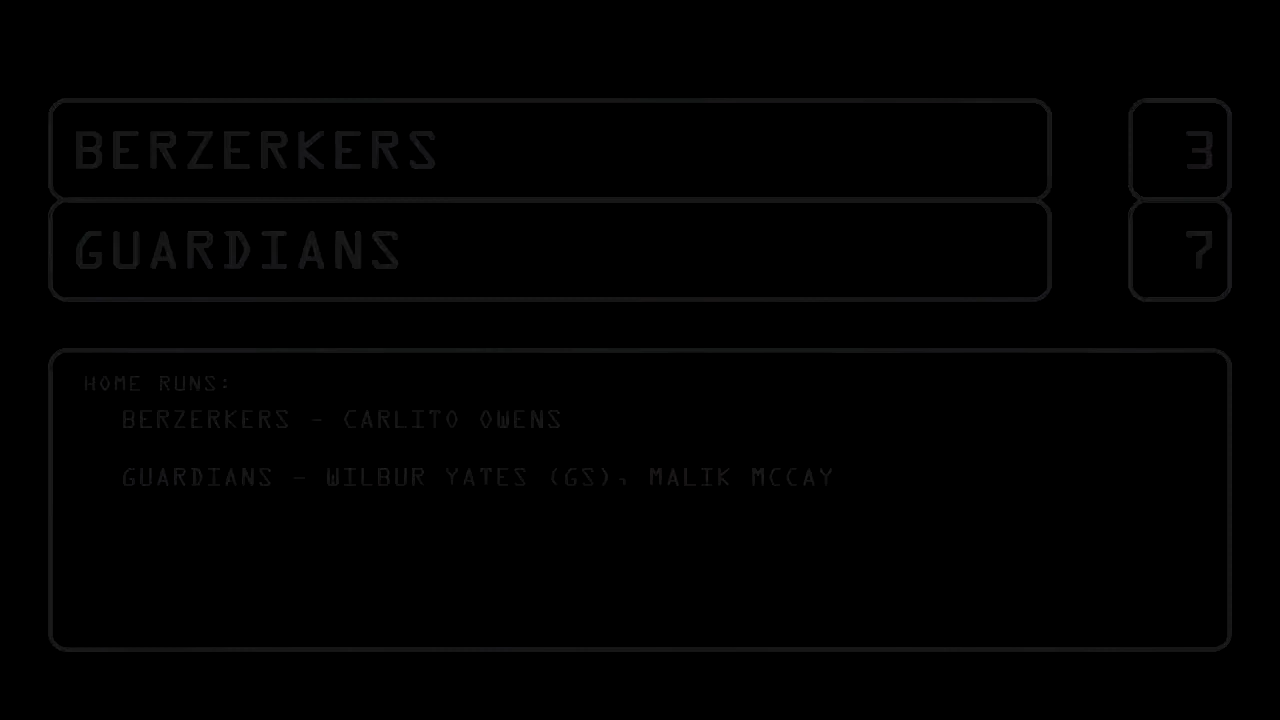 BERZERKERS 3
GUARDIANS 7
HOME RUNS:
BERZERKERS - CARLITO OWENS
GUARDIANS - WILBUR YATES (GS), MALIK MCCAY